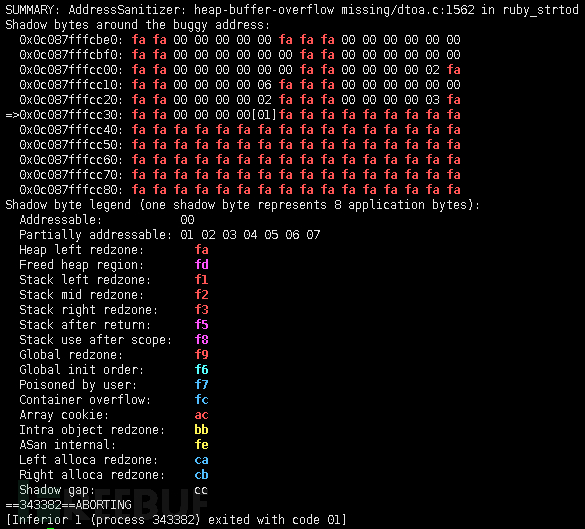 SUMMARY: AddressSanitizer: heap-buffer-overflow missing/dtoa.c:1562 in ruby_strtod
Shadow bytes around the buggy address:
  0x0c087fffcbe0: fa fa 00 00 00 00 00 fa fa fa 00 00 00 00 00 00
  0x0c087fffcbf0: fa fa 00 00 00 00 00 00 fa fa 00 00 00 00 00 00
  0x0c087fffcc00: fa fa 00 00 00 00 00 00 fa fa 00 00 00 00 02 fa
  0x0c087fffcc10: fa fa 00 00 00 00 06 fa fa fa 00 00 00 00 00 00
  0x0c087fffcc20: fa fa 00 00 00 00 02 fa fa fa 00 00 00 00 03 fa
=>0x0c087fffcc30: fa fa 00 00 00 00[01]fa fa fa fa fa fa fa fa fa
  0x0c087fffcc40: fa fa fa fa fa fa fa fa fa fa fa fa fa fa fa fa
  0x0c087fffcc50: fa fa fa fa fa fa fa fa fa fa fa fa fa fa fa fa
  0x0c087fffcc60: fa fa fa fa fa fa fa fa fa fa fa fa fa fa fa fa
  0x0c087fffcc70: fa fa fa fa fa fa fa fa fa fa fa fa fa fa fa fa
  0x0c087fffcc80: fa fa fa fa fa fa fa fa fa fa fa fa fa fa fa fa
Shadow byte legend (one shadow byte represents 8 application bytes):
  Addressable:           00
  Partially addressable: 01 02 03 04 05 06 07
  Heap left redzone:       fa
  Freed heap region:       fd
  Stack left redzone:      f1
  Stack mid redzone:       f2
  Stack right redzone:     f3
  Stack after return:      f5
  Stack use after scope:   f8
  Global redzone:          f9
  Global init order:       f6
  Poisoned by user:        f7
  Container overflow:      fc
  Array cookie:            ac
  Intra object redzone:    bb
  ASan internal:           fe
  Left alloca redzone:     ca
  Right alloca redzone:    cb
  Shadow gap:              cc
==343382==ABORTING
[Inferior 1 (process 343382) exited with code 01]